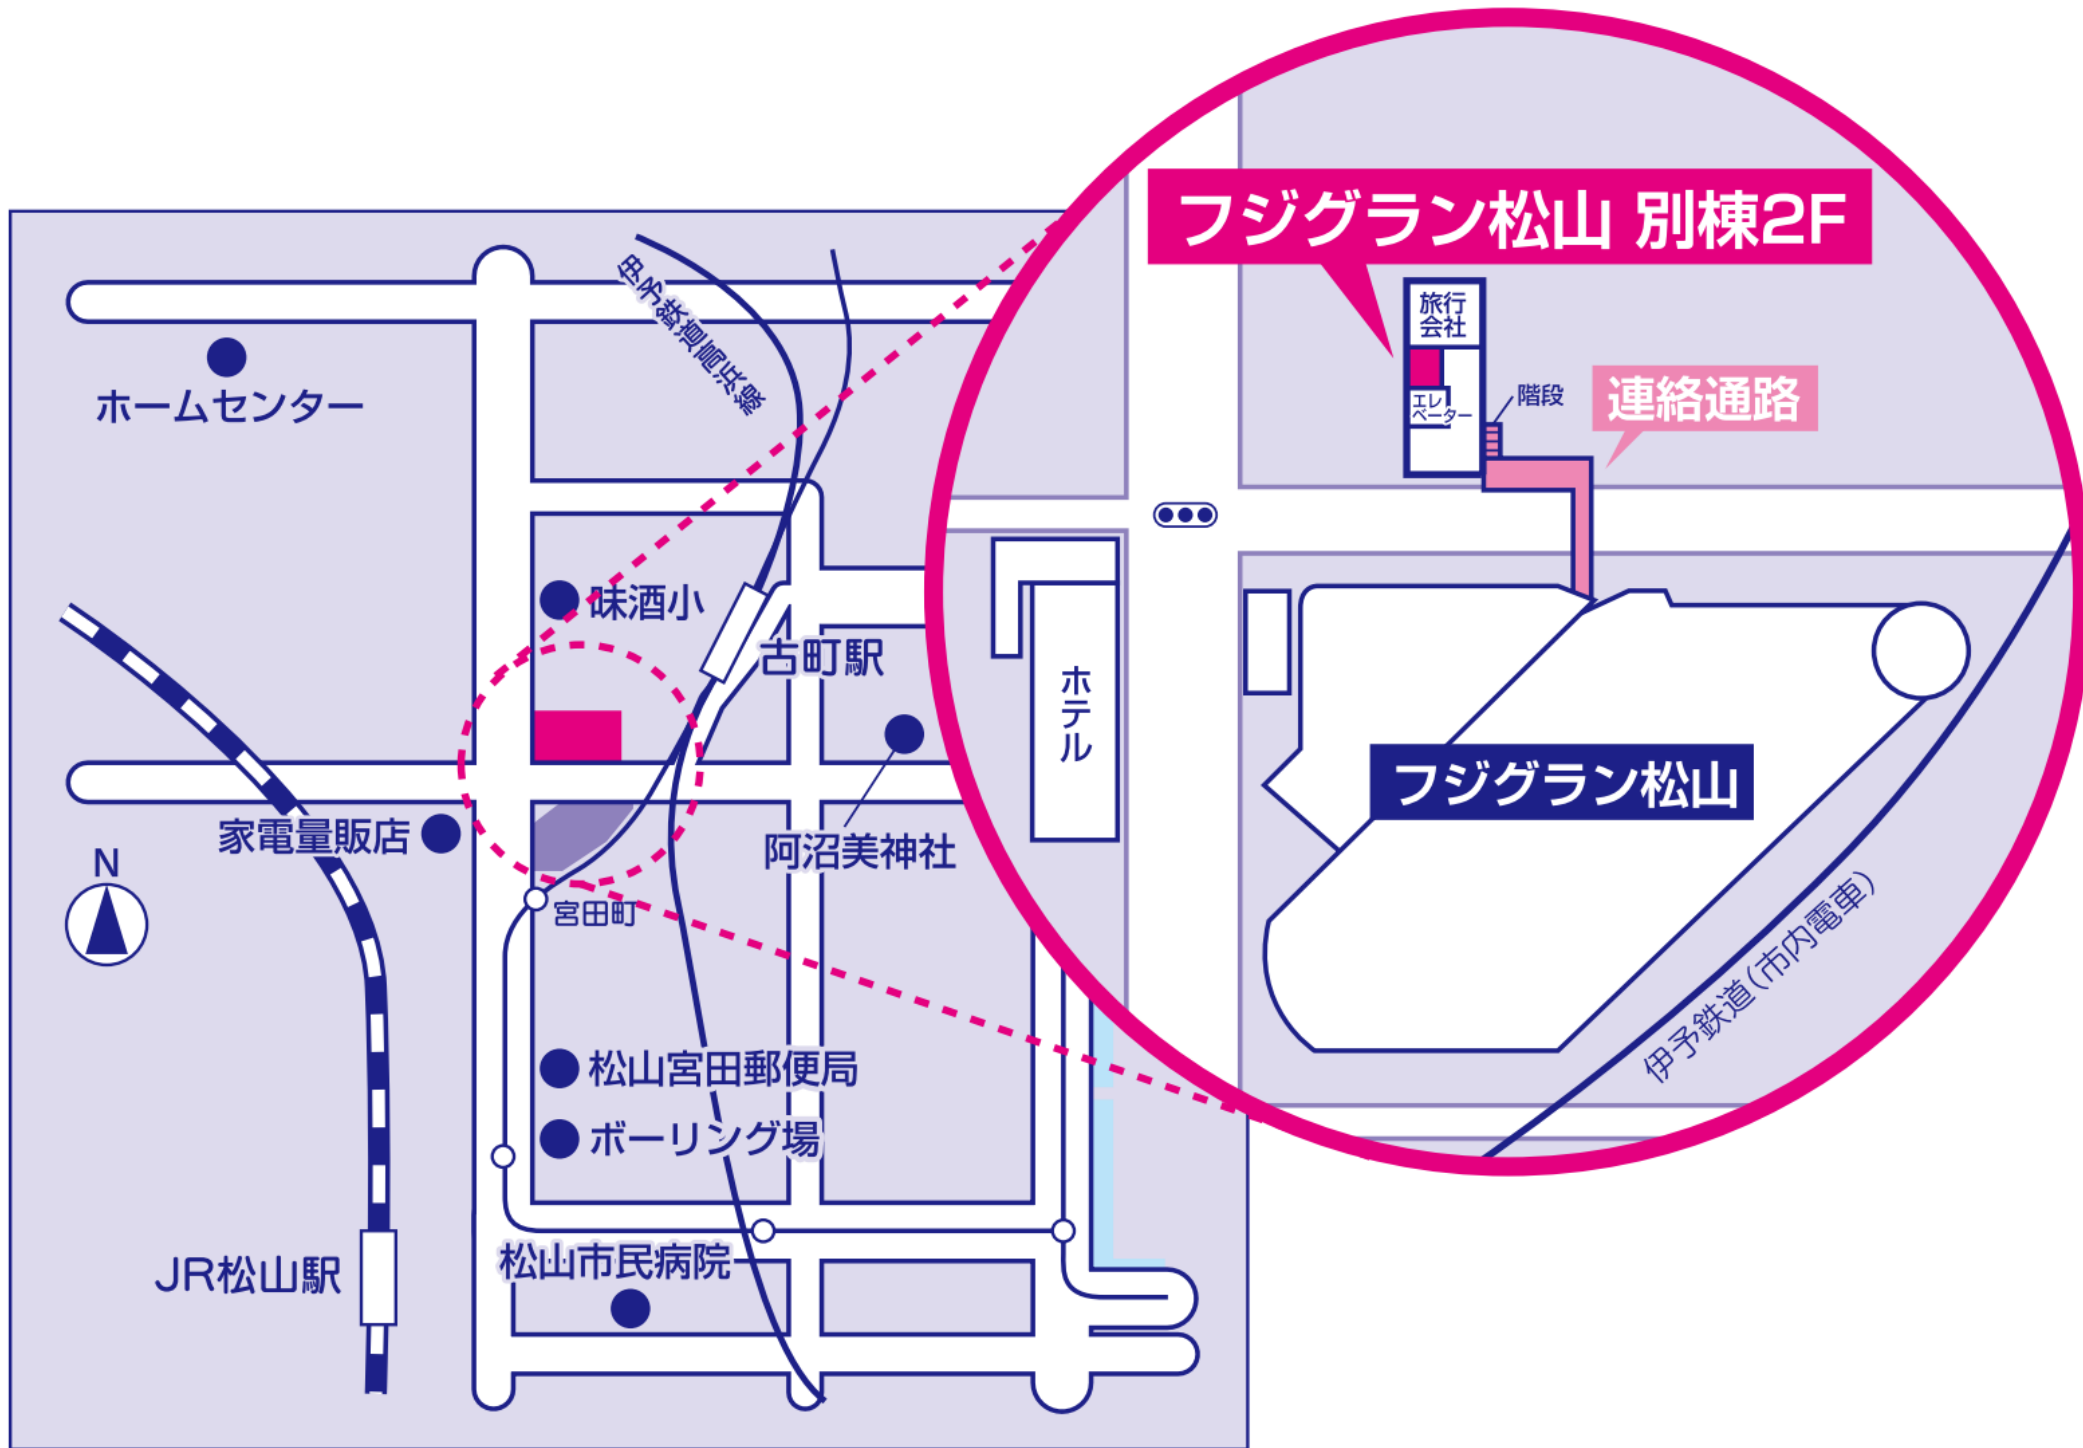 フジグラン松山 別棟2F
旅行
会社
エレ
ベーター
階段
連絡通路
ホテル
フジグラン松山
伊予鉄道(市内電車)
伊予鉄道高浜線
ホームセンター
味酒小
古町駅
家電量販店
阿沼美神社
N
宮田町
松山宮田郵便局
ボーリング場
JR松山駅
松山市民病院